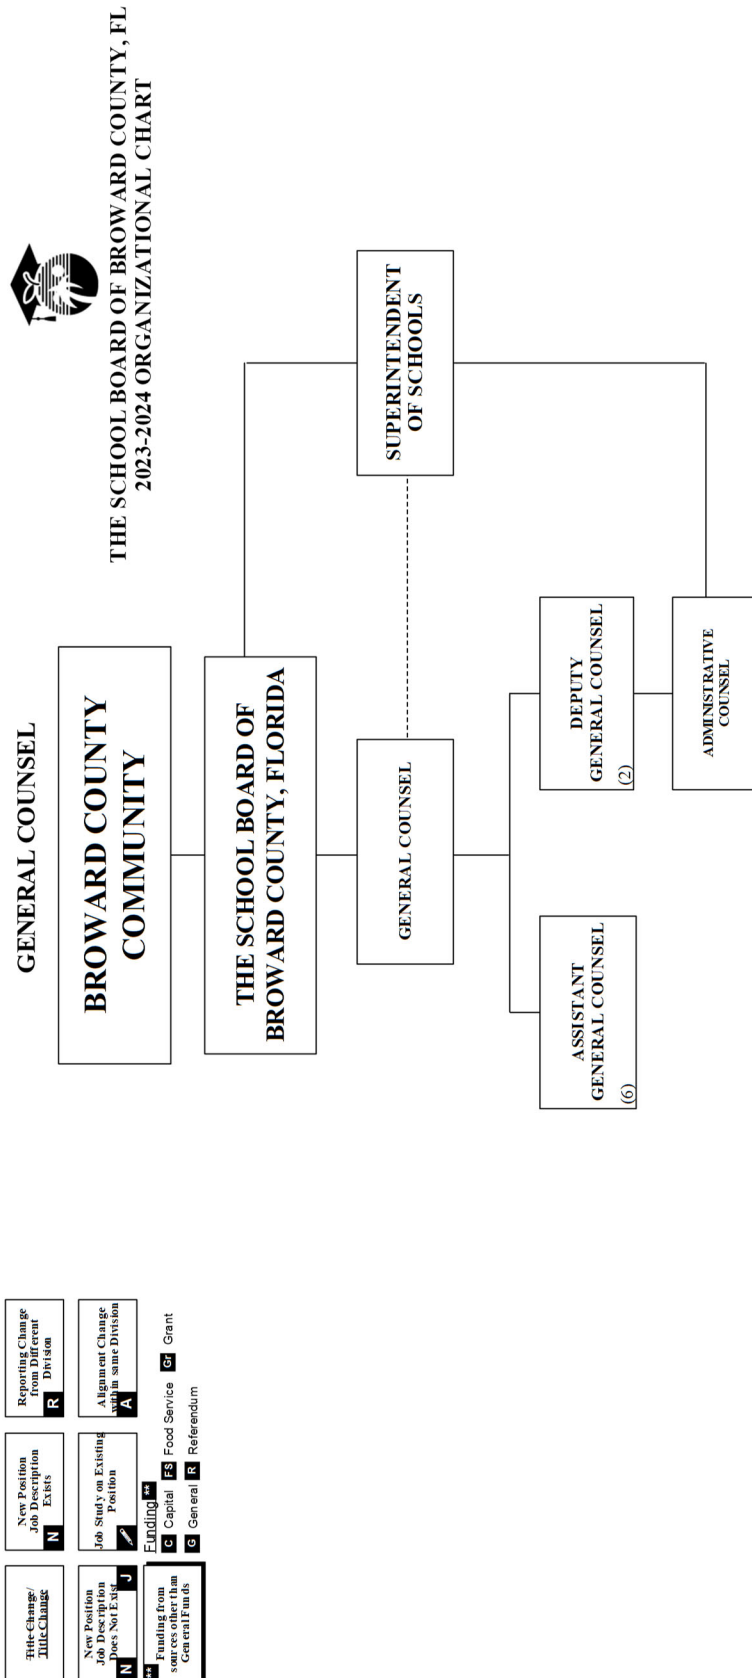 GENERAL COUNSEL
THE SCHOOL BOARD OF BROWARD COUNTY, FL
2023-2024 ORGANIZATIONAL CHART
BROWARD COUNTY
COMMUNITY
THE SCHOOL BOARD OF
BROWARD COUNTY, FLORIDA
SUPERINTENDENT
OF SCHOOLS
GENERAL COUNSEL
ASSISTANT
GENERAL COUNSEL
(6)
DEPUTY
GENERAL COUNSEL
(2)
ADMINISTRATIVE
COUNSEL
Title Change/
Title Change
New Position
Job Description
Exists
N
Reporting Change
from Different
Division
R
New Position
Job Description
Does Not Exist
N J
Job Study on Existing
Position
Alignment Change
within same Division
A
**
Funding from
sources other than
General Funds
Funding **
C Capital FS Food Service Gr Grant
G General R Referendum